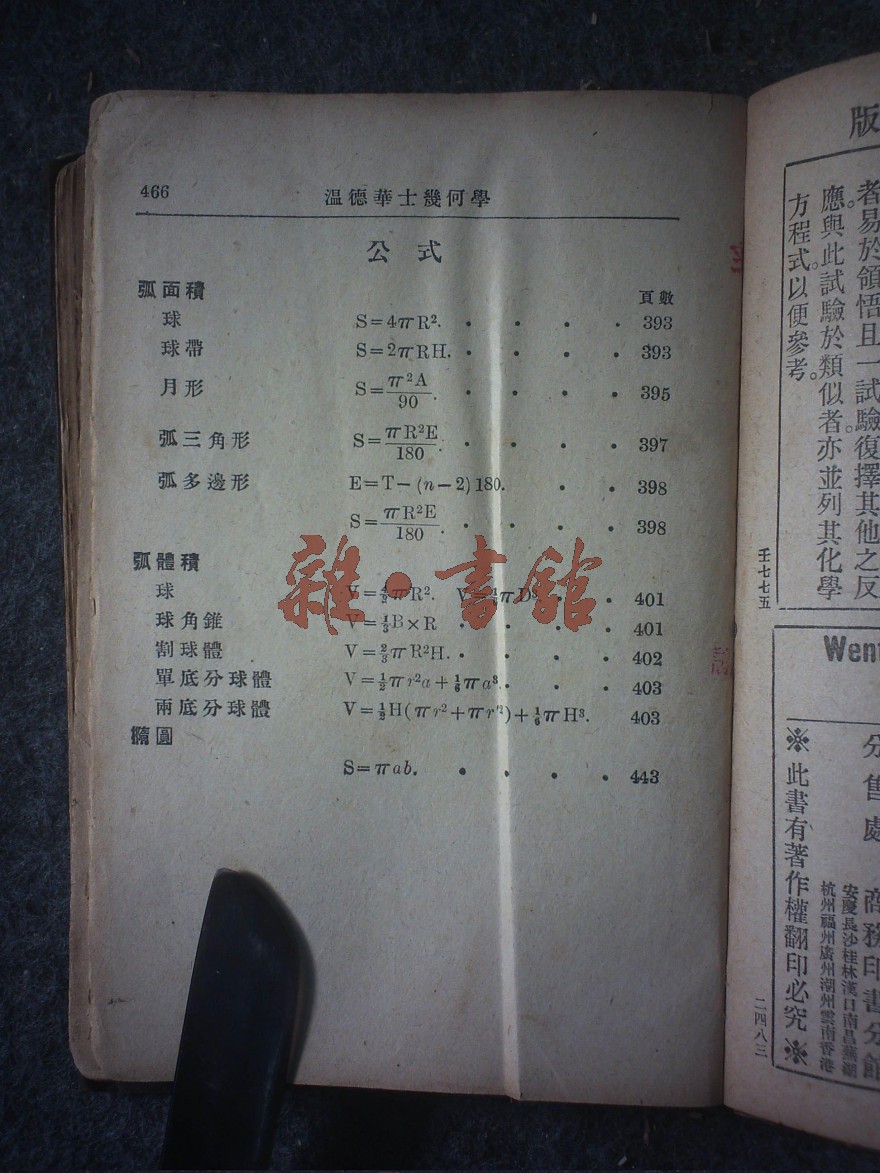 466
溫德華士幾何學
公式
弧面積 頁數
球 S=4πR². 393
球帶 S=2πRH. 393
月形 S=π²A/90. 395
弧三角形 S=πR²E/180. 397
弧多邊形 E=T-(n-2)180. 398
S=πR²E/180. 398
弧體積
球 401
球角錐 V=⅓B×R 401
割球體 V=⅔πR²H. 402
單底分球體 V=½πr²a+⅙πa³. 403
兩底分球體 V=½H(πr²+πr'²)+⅙πH³. 403
橢圓
S=πab. 443
雜·書館
版
者易於領悟且一試驗復擇其他之反
應與此試驗於類似者亦並列其化學
方程式以便參考。
壬七七五
Went
分售處
商務印書分館
安慶長沙桂林漢口南昌蕪湖
杭州福州廣州潮州雲南香港
※此書有著作權翻印必究※
二四八三